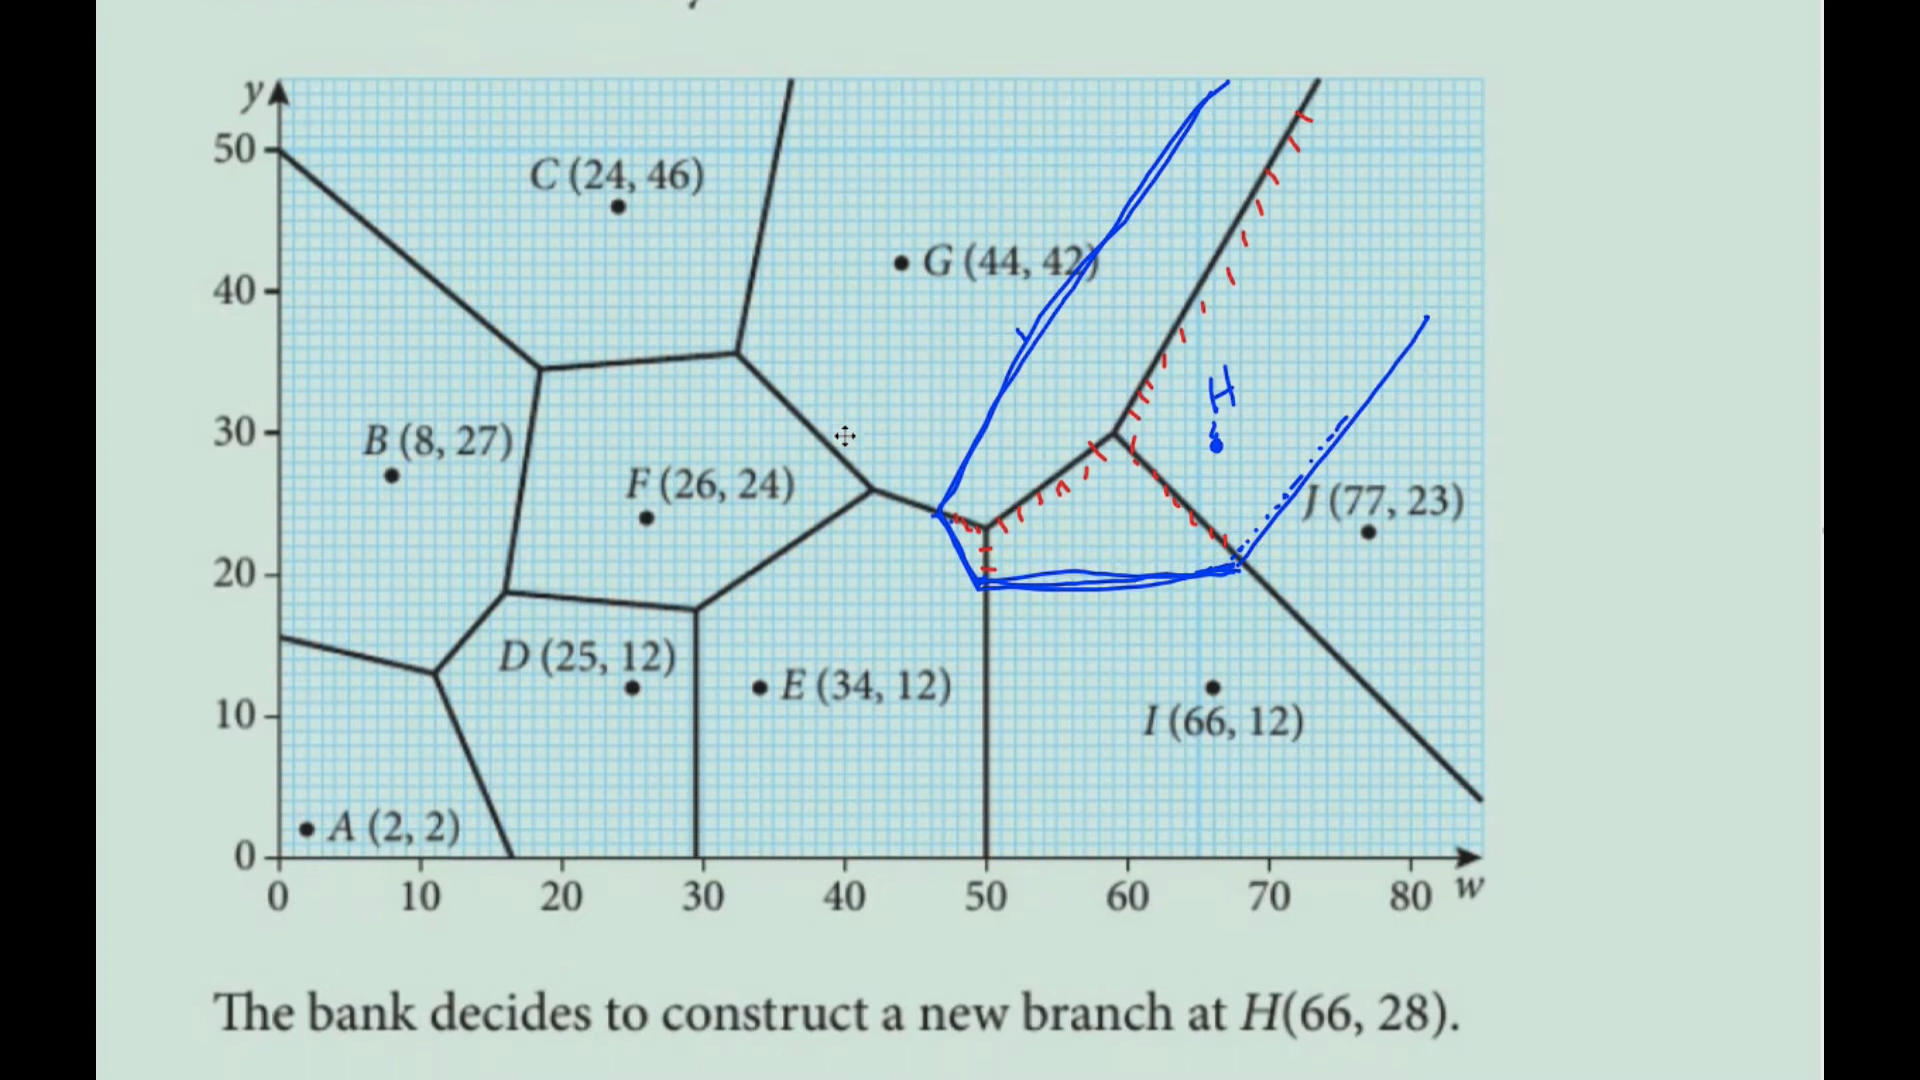 y
50
C (24, 46)
G (44, 42)
40
H
30
B (8, 27)
F (26, 24)
J (77, 23)
20
D (25, 12)
E (34, 12)
10
I (66, 12)
A (2, 2)
0
0 10 20 30 40 50 60 70 80 w
The bank decides to construct a new branch at H(66, 28).